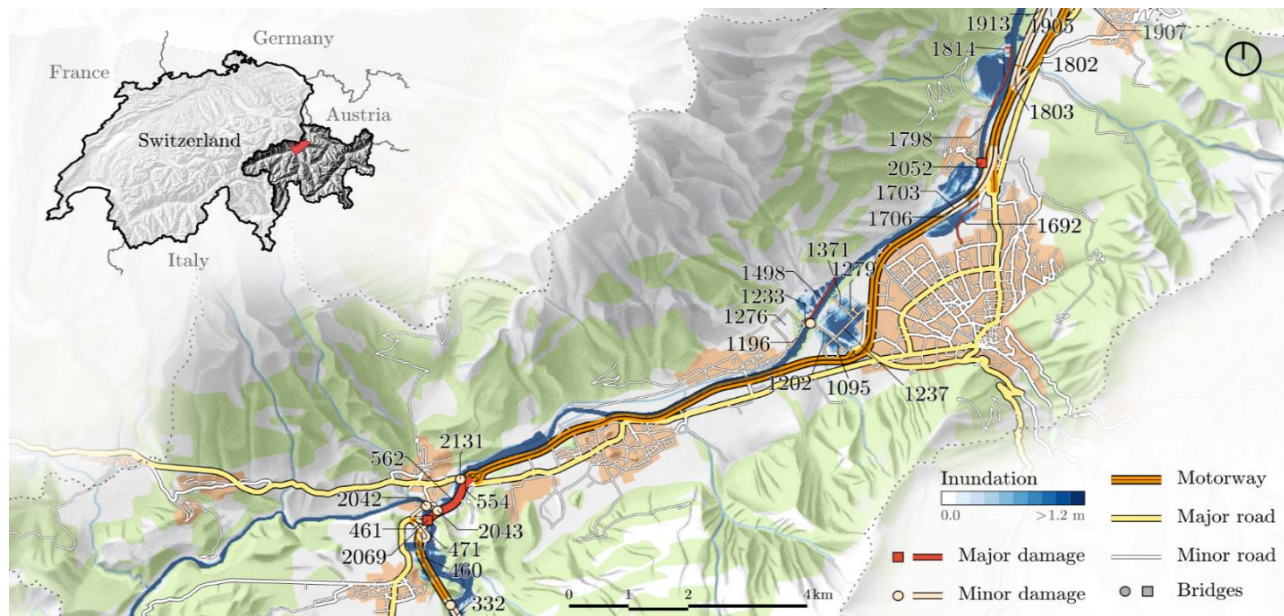 Germany
France
Austria
Switzerland
Italy
1913
1905
1907
1814
1802
1803
1798
2052
1703
1706
1692
1371
1279
1498
1233
1276
1196
1202
1095
1237
2131
562
2042
554
461
2043
2069
471
460
332
Inundation
0.0
>1.2 m
Major damage
Minor damage
Motorway
Major road
Minor road
Bridges
0 1 2 4 km